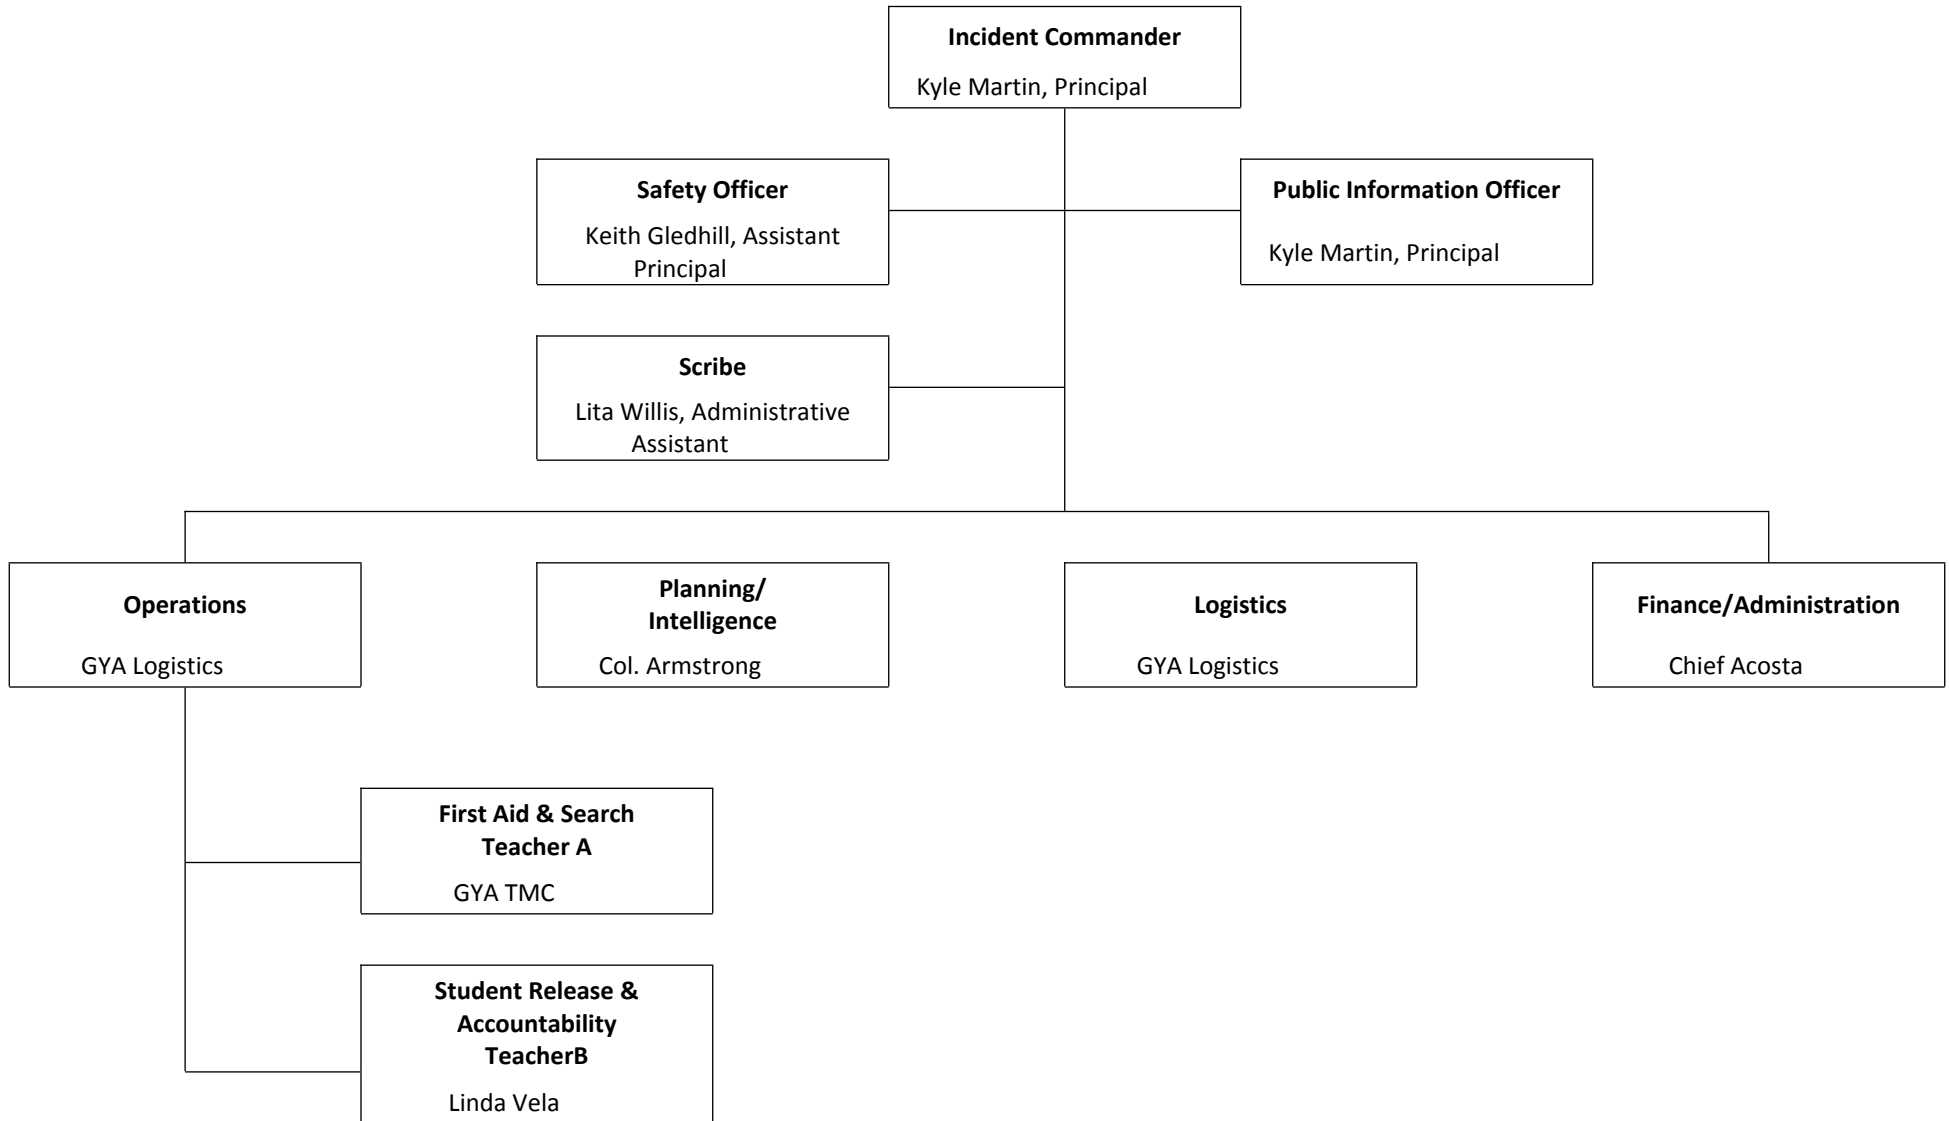 Incident Commander
Kyle Martin, Principal
Safety Officer
Keith Gledhill, Assistant
Principal
Public Information Officer
Kyle Martin, Principal
Scribe
Lita Willis, Administrative
Assistant
Operations
GYA Logistics
Planning/
Intelligence
Col. Armstrong
Logistics
GYA Logistics
Finance/Administration
Chief Acosta
First Aid & Search
Teacher A
GYA TMC
Student Release &
Accountability
TeacherB
Linda Vela